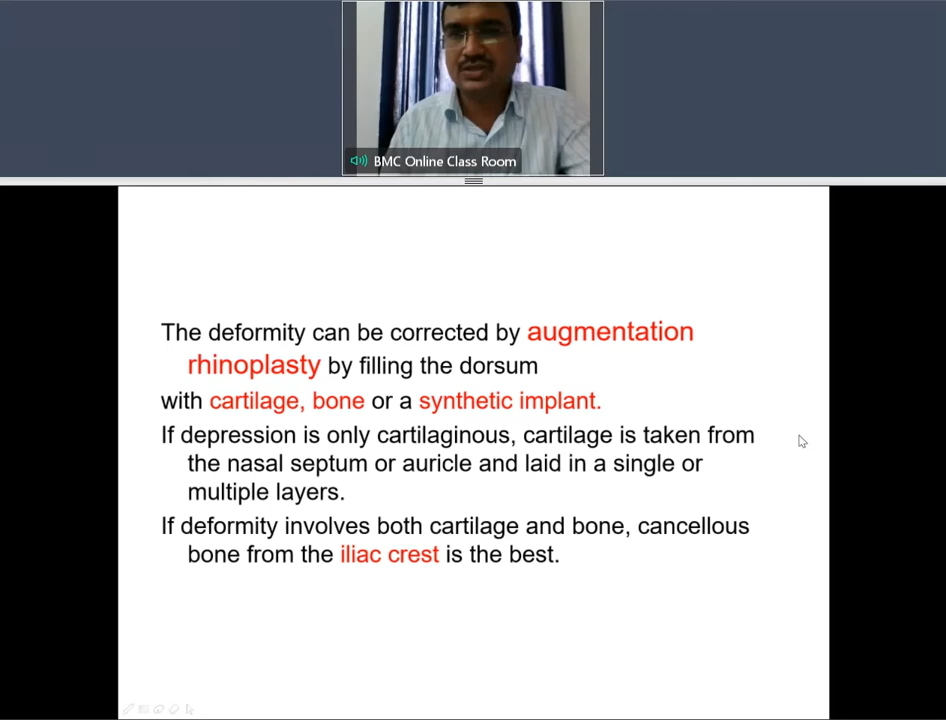 BMC Online Class Room
The deformity can be corrected by augmentation
rhinoplasty by filling the dorsum
with cartilage, bone or a synthetic implant.
If depression is only cartilaginous, cartilage is taken from
the nasal septum or auricle and laid in a single or
multiple layers.
If deformity involves both cartilage and bone, cancellous
bone from the iliac crest is the best.